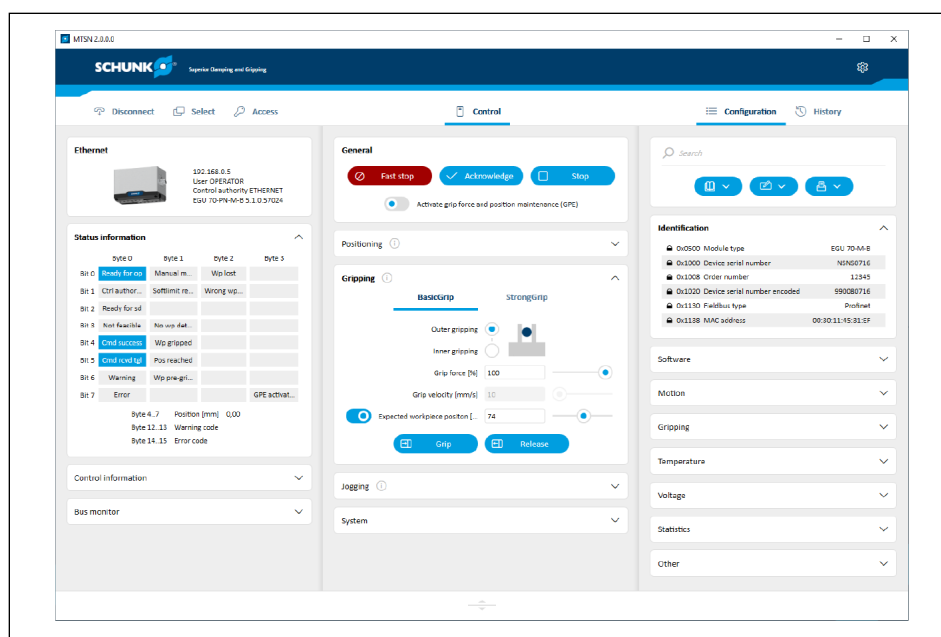 MTSN 2.0.0.0
SCHUNK
Superior Clamping and Gripping
Disconnect Select Access
Control
Configuration History
Ethernet
192.168.0.5
User OPERATOR
Control authority ETHERNET
EGU 70-PN-M-B 5.1.0.57024
Status information
Byte 0 Byte 1 Byte 2 Byte 3
Bit 0 Ready for op Manual m... Wp lost
Bit 1 Ctrl author... Softlimit re... Wrong wp...
Bit 2 Ready for sd
Bit 3 Not feasible No wp det...
Bit 4 Cmd success Wp gripped
Bit 5 Cmd rcvd tgl Pos reached
Bit 6 Warning Wp pre-gri...
Bit 7 Error GPE activat...
Byte 4..7 Position [mm] 0,00
Byte 12..13 Warning code
Byte 14..15 Error code
Control information
Bus monitor
General
Fast stop Acknowledge Stop
Activate grip force and position maintenance (GPE)
Positioning
Gripping
BasicGrip StrongGrip
Outer gripping
Inner gripping
Grip force [%] 100
Grip velocity [mm/s] 10
Expected workpiece positon [... 74
Grip Release
Jogging
System
Search
Identification
0x0500 Module type EGU 70-M-B
0x1000 Device serial number NSNS0716
0x1008 Order number 12345
0x1020 Device serial number encoded 990080716
0x1130 Fieldbus type Profinet
0x1138 MAC address 00:30:11:45:31:EF
Software
Motion
Gripping
Temperature
Voltage
Statistics
Other